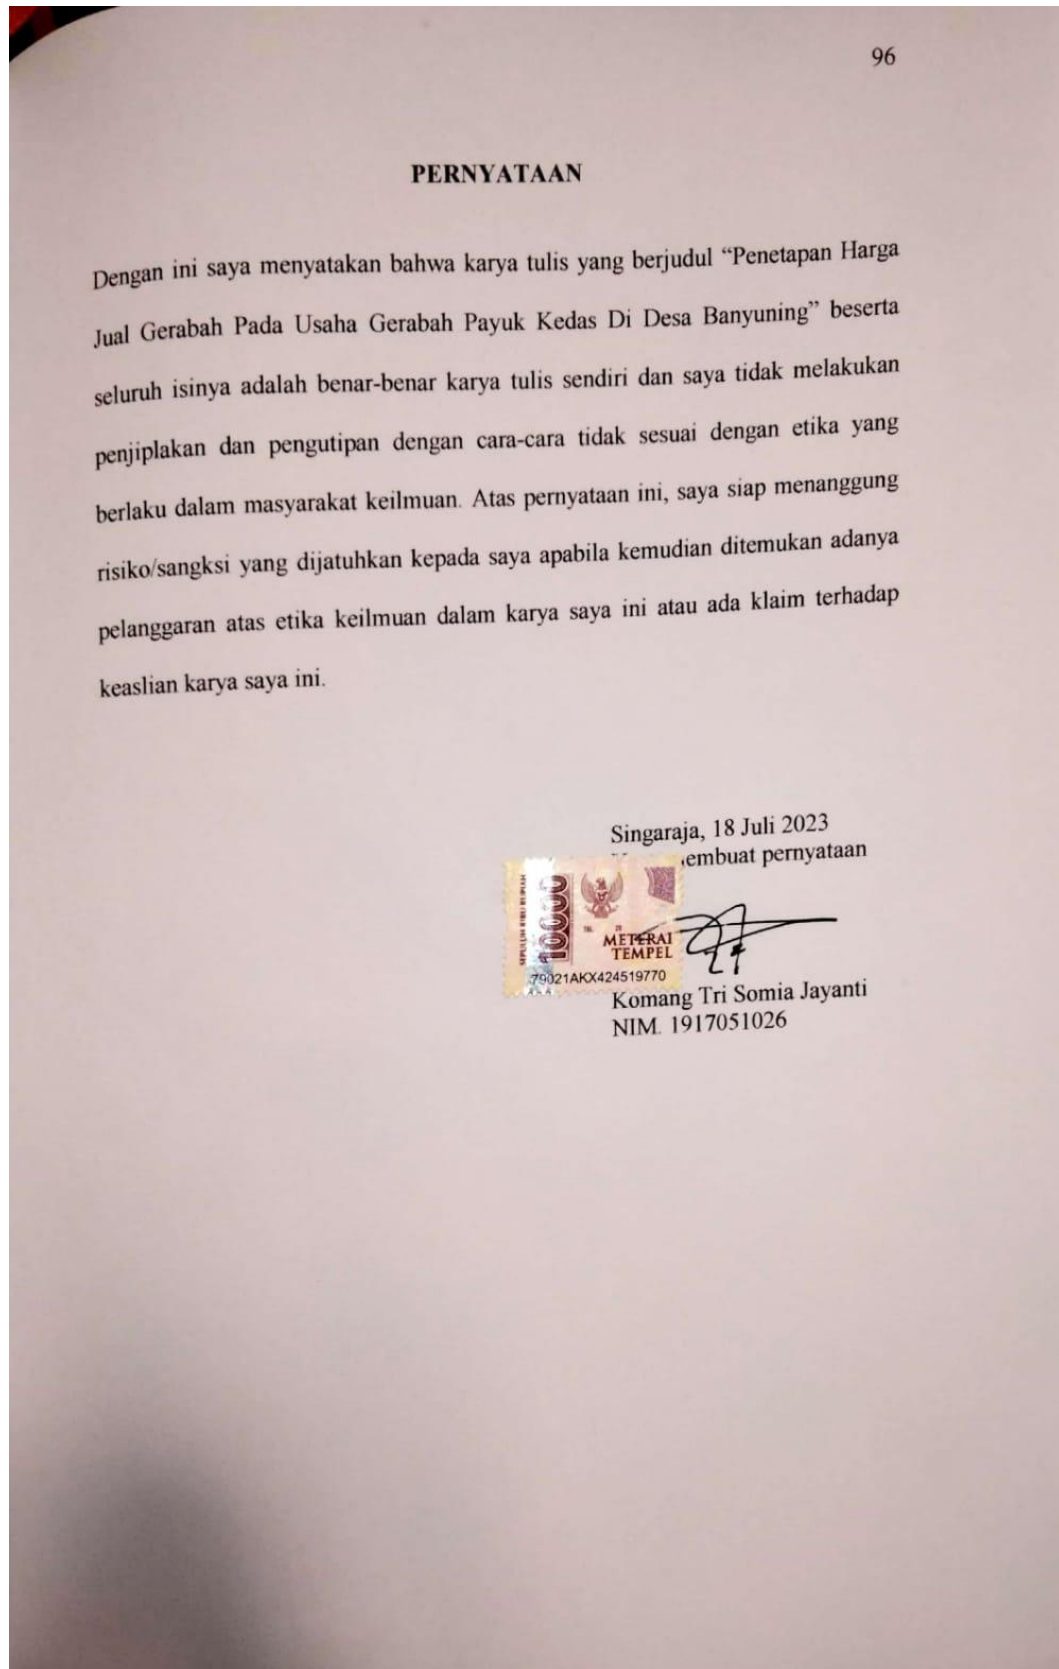 96
PERNYATAAN
Dengan ini saya menyatakan bahwa karya tulis yang berjudul “Penetapan Harga
Jual Gerabah Pada Usaha Gerabah Payuk Kedas Di Desa Banyuning” beserta
seluruh isinya adalah benar-benar karya tulis sendiri dan saya tidak melakukan
penjiplakan dan pengutipan dengan cara-cara tidak sesuai dengan etika yang
berlaku dalam masyarakat keilmuan. Atas pernyataan ini, saya siap menanggung
risiko/sangksi yang dijatuhkan kepada saya apabila kemudian ditemukan adanya
pelanggaran atas etika keilmuan dalam karya saya ini atau ada klaim terhadap
keaslian karya saya ini.
Singaraja, 18 Juli 2023
embuat pernyataan
SEPULUH RIBU RUPIAH
10000
METERAI
TEMPEL
79021AKX424519770
Komang Tri Somia Jayanti
NIM. 1917051026